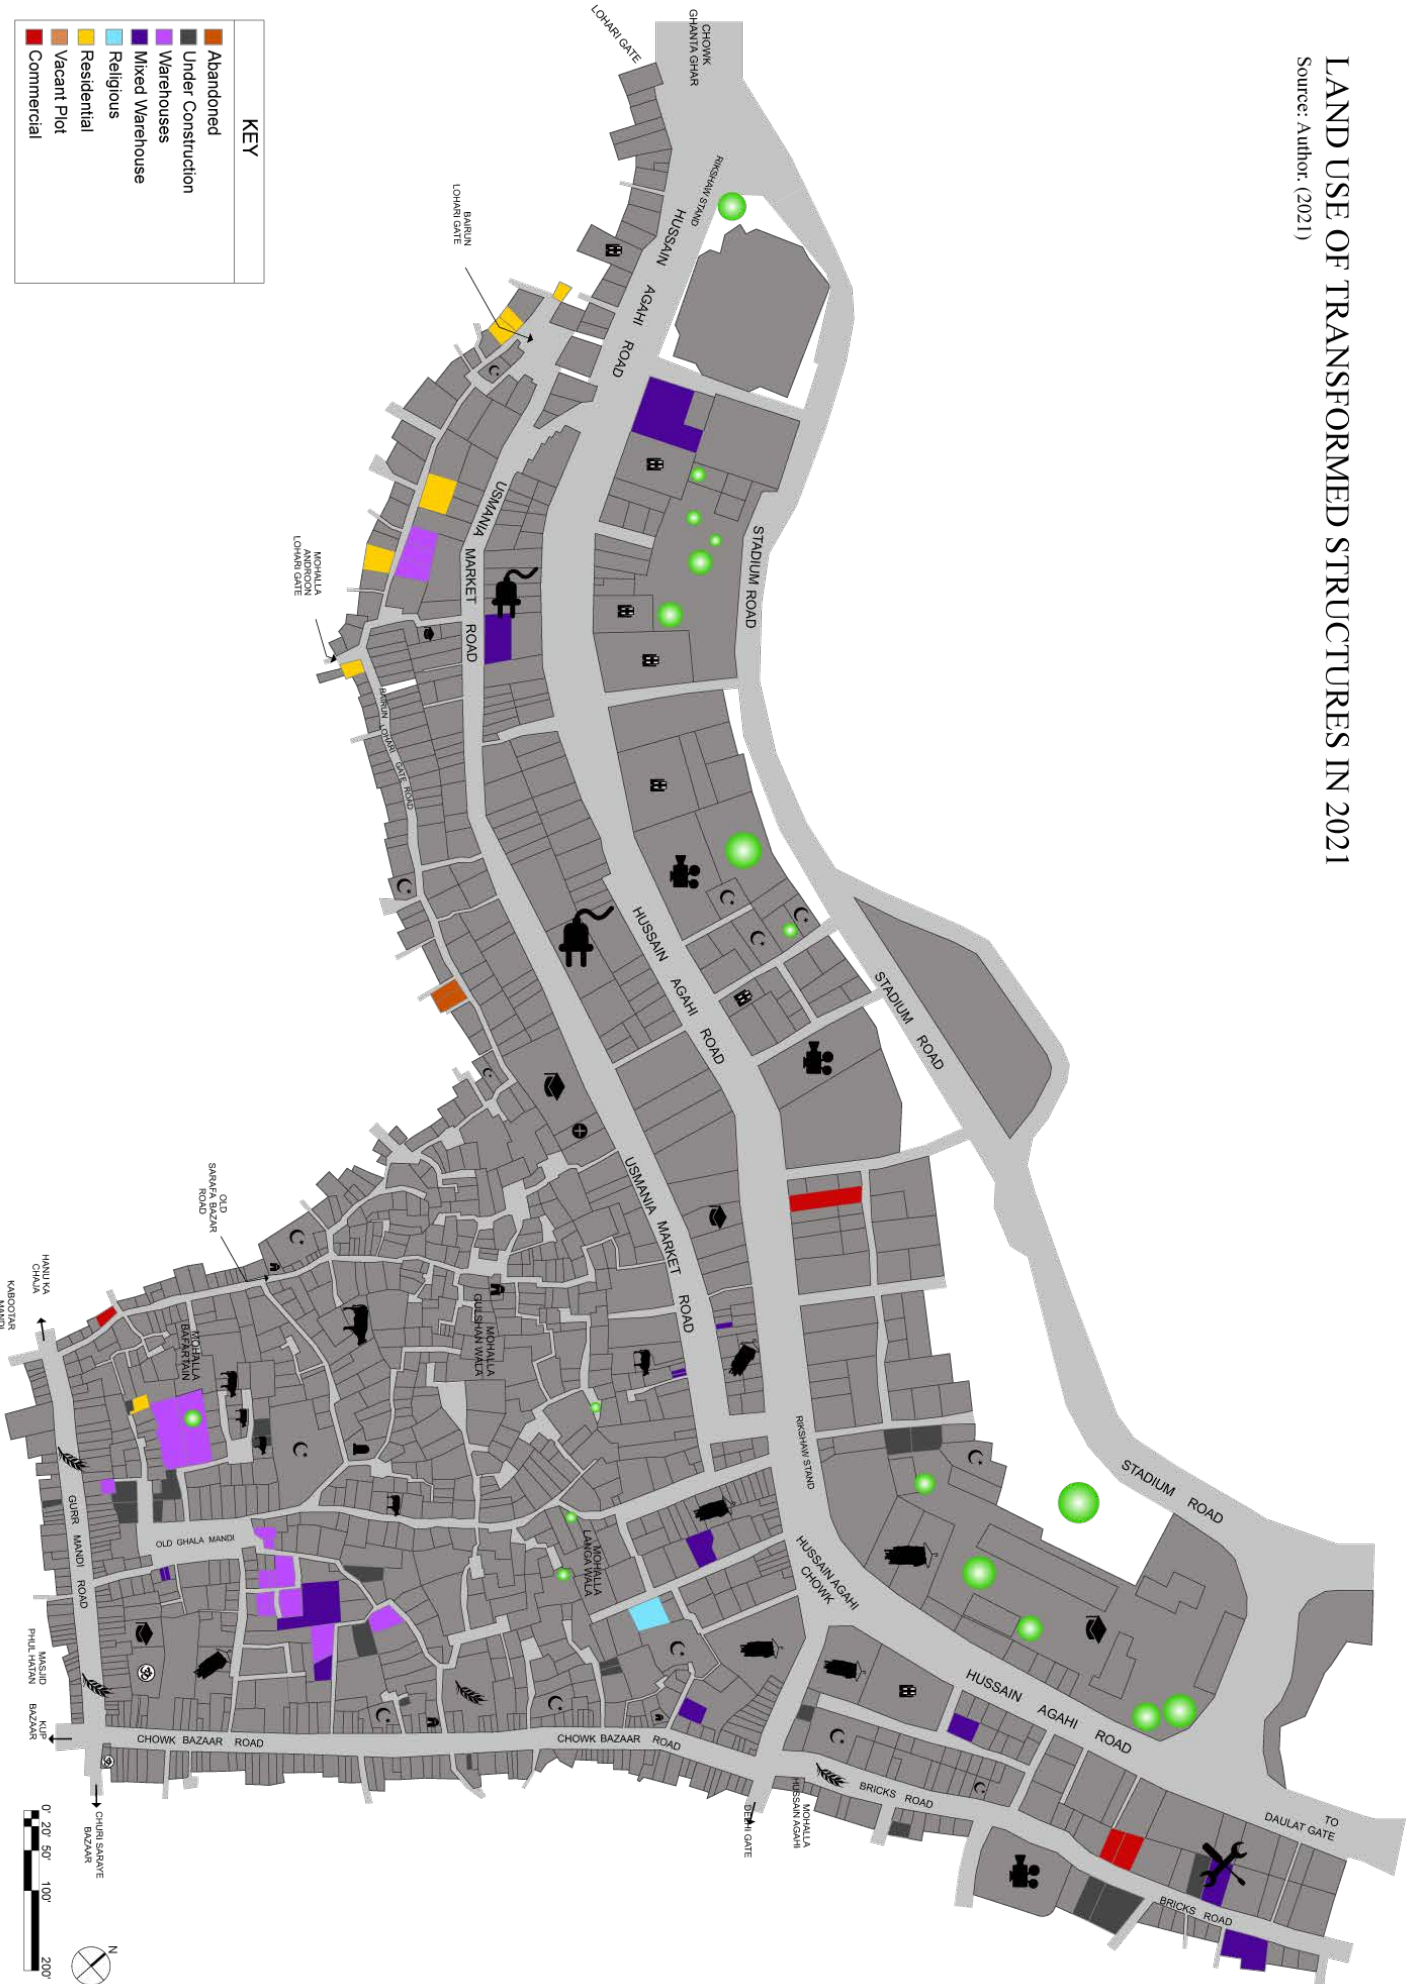 LAND USE OF TRANSFORMED STRUCTURES IN 2021
Source: Author. (2021)
CHOWK
GHANTA GHAR
LOHARI GATE
RIKSHAW STAND
HUSSAIN AGAHI ROAD
BAIRUN
LOHARI GATE
STADIUM ROAD
USMANIA MARKET ROAD
MOHALLA
ANDROON
LOHARI GATE
BAIRUN LOHARI GATE ROAD
HUSSAIN AGAHI ROAD
STADIUM ROAD
USMANIA MARKET ROAD
OLD
SARAFA BAZAR
ROAD
HANU KA
CHAJA
KABOOTAR
MANDI
MOHALLA
BAFARTAIN
MOHALLA
GULSHAN WALA
RIKSHAW STAND
STADIUM ROAD
GURR MANDI ROAD
OLD GHALA MANDI
MOHALLA
LANGA WALA
HUSSAIN AGAHI
CHOWK
HUSSAIN AGAHI ROAD
MASJID
PHUL HATAN
KUP
BAZAAR
CHOWK BAZAAR ROAD
CHOWK BAZAAR ROAD
CHURI SARAYE
BAZAAR
DELHI GATE
MOHALLA
HUSSAIN AGAHI
BRICKS ROAD
BRICKS ROAD
TO
DAULAT GATE
KEY
Abandoned
Under Construction
Warehouses
Mixed Warehouse
Religious
Residential
Vacant Plot
Commercial
0' 20' 50' 100' 200'
N